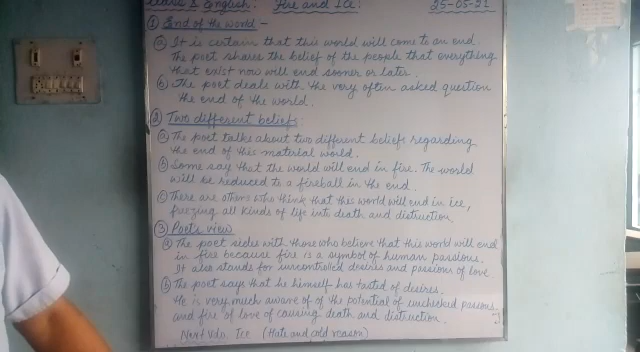 Class X English: Fire and Ice: 25-05-21
① End of the world -
ⓐ It is certain that this world will come to an end.
The poet shares the belief of the people that everything
that exist now will end sooner or later.
ⓑ The poet deals with the very often asked question
the end of the world.
② Two different beliefs:
ⓐ The poet talks about two different beliefs regarding
the end of this material world.
ⓑ Some say that the world will end in fire. The world
will be reduced to a fireball in the end.
ⓒ There are others who think that this world will end in ice,
freezing all kinds of life into death and distruction.
③ Poet's view
ⓐ The poet sides with those who believe that this world will end
in fire because fire is a symbol of human passions.
It also stands for uncontrolled desires and passions of love
ⓑ The poet says that he himself has tasted of desires.
He is very much aware of of the potential of unchecked passions
and fire of love of causing death and distruction.
Next Vdo. Ice (Hate and cold reason)